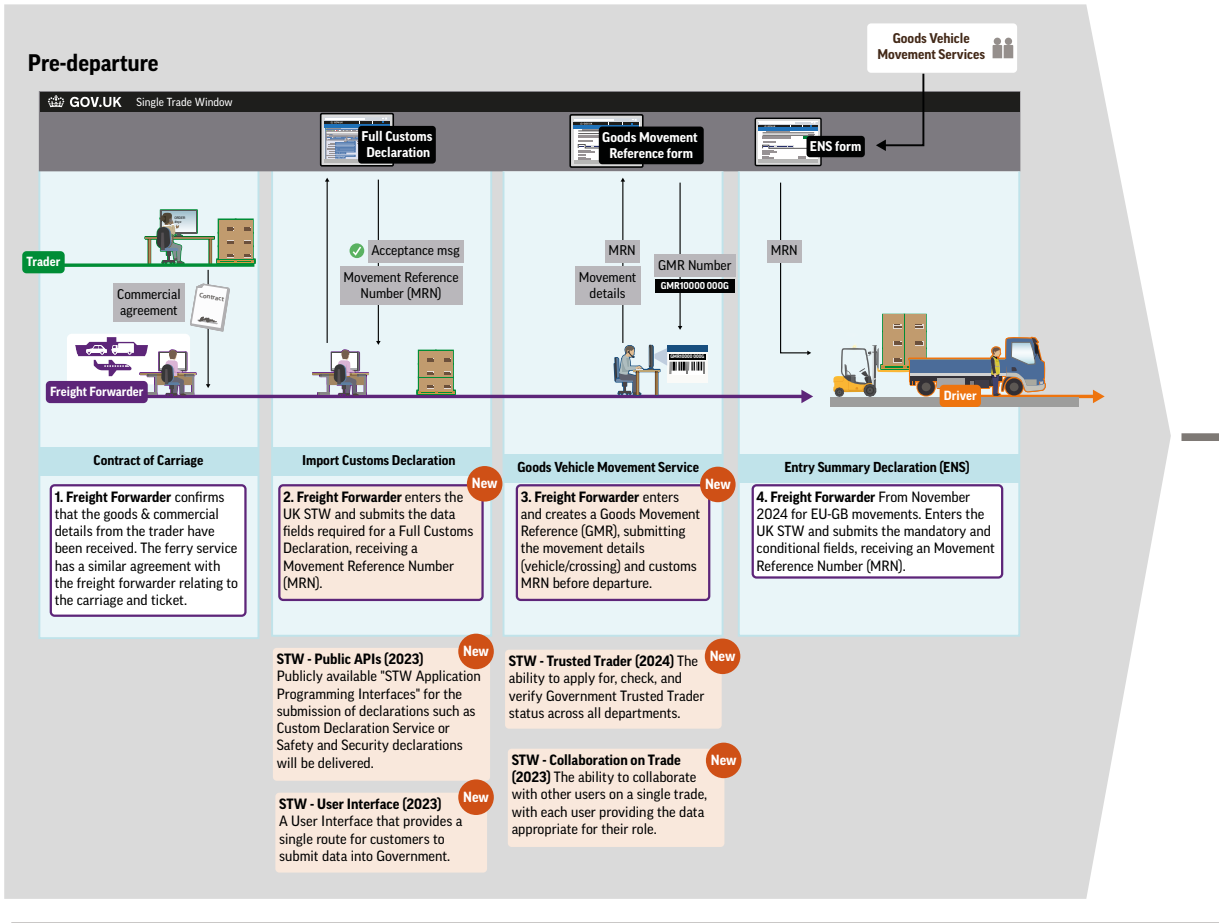 Goods Vehicle
Movement Services
Pre-departure
GOV.UK Single Trade Window
Full Customs
Declaration
Goods Movement
Reference form
ENS form
Trader
Commercial
agreement
Contract
Freight Forwarder
Acceptance msg
Movement Reference
Number (MRN)
MRN
Movement
details
GMR Number
GMR10000 000G
GMR10000 000G
MRN
Driver
Contract of Carriage
1. Freight Forwarder confirms
that the goods & commercial
details from the trader have
been received. The ferry service
has a similar agreement with
the freight forwarder relating to
the carriage and ticket.
Import Customs Declaration
New
2. Freight Forwarder enters the
UK STW and submits the data
fields required for a Full Customs
Declaration, receiving a
Movement Reference Number
(MRN).
Goods Vehicle Movement Service
New
3. Freight Forwarder enters
and creates a Goods Movement
Reference (GMR), submitting
the movement details
(vehicle/crossing) and customs
MRN before departure.
Entry Summary Declaration (ENS)
4. Freight Forwarder From November
2024 for EU-GB movements. Enters the
UK STW and submits the mandatory and
conditional fields, receiving an Movement
Reference Number (MRN).
New
STW - Public APIs (2023)
Publicly available "STW Application
Programming Interfaces" for the
submission of declarations such as
Custom Declaration Service or
Safety and Security declarations
will be delivered.
New
STW - User Interface (2023)
A User Interface that provides a
single route for customers to
submit data into Government.
New
STW - Trusted Trader (2024) The
ability to apply for, check, and
verify Government Trusted Trader
status across all departments.
New
STW - Collaboration on Trade
(2023) The ability to collaborate
with other users on a single trade,
with each user providing the data
appropriate for their role.